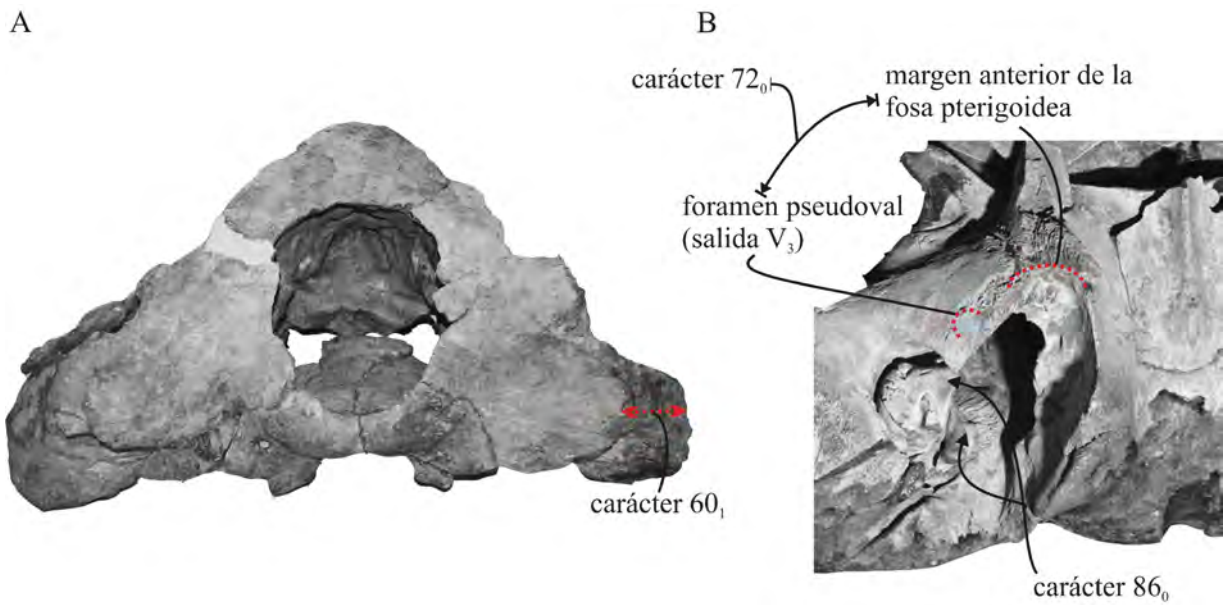 A
B
carácter 72₀
margen anterior de la
fosa pterigoidea
foramen pseudoval
(salida V₃)
carácter 60₁
carácter 86₀